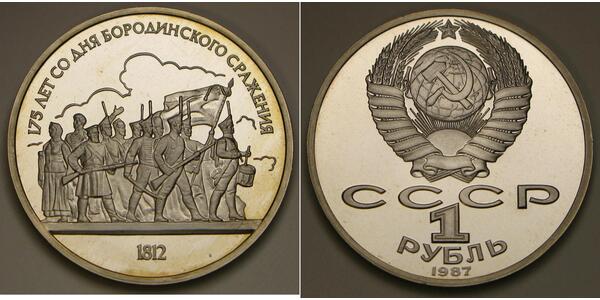 175 ЛЕТ СО ДНЯ БОРОДИНСКОГО СРАЖЕНИЯ
1812
СССР
1
РУБЛЬ
1987